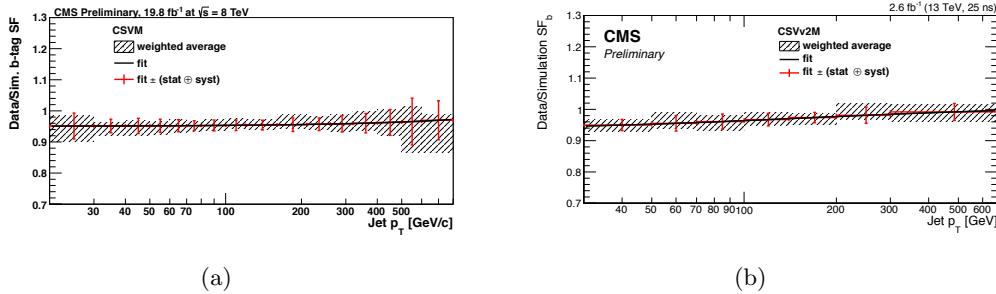 CMS Preliminary, 19.8 fb⁻¹ at √s = 8 TeV
Data/Sim. b-tag SF
1.3
1.2
1.1
1
0.9
0.8
0.7
CSVM
weighted average
fit
fit ± (stat ⊕ syst)
30 40 50 60 70 100 200 300 400 500
Jet p_T [GeV/c]
(a)
2.6 fb⁻¹ (13 TeV, 25 ns)
Data/Simulation SF_b
1.3
1.2
1.1
1
0.9
0.8
0.7
CMS
Preliminary
CSVv2M
weighted average
fit
fit ± (stat ⊕ syst)
40 50 60 70 80 90 100 200 300 400 500 600
Jet p_T [GeV]
(b)